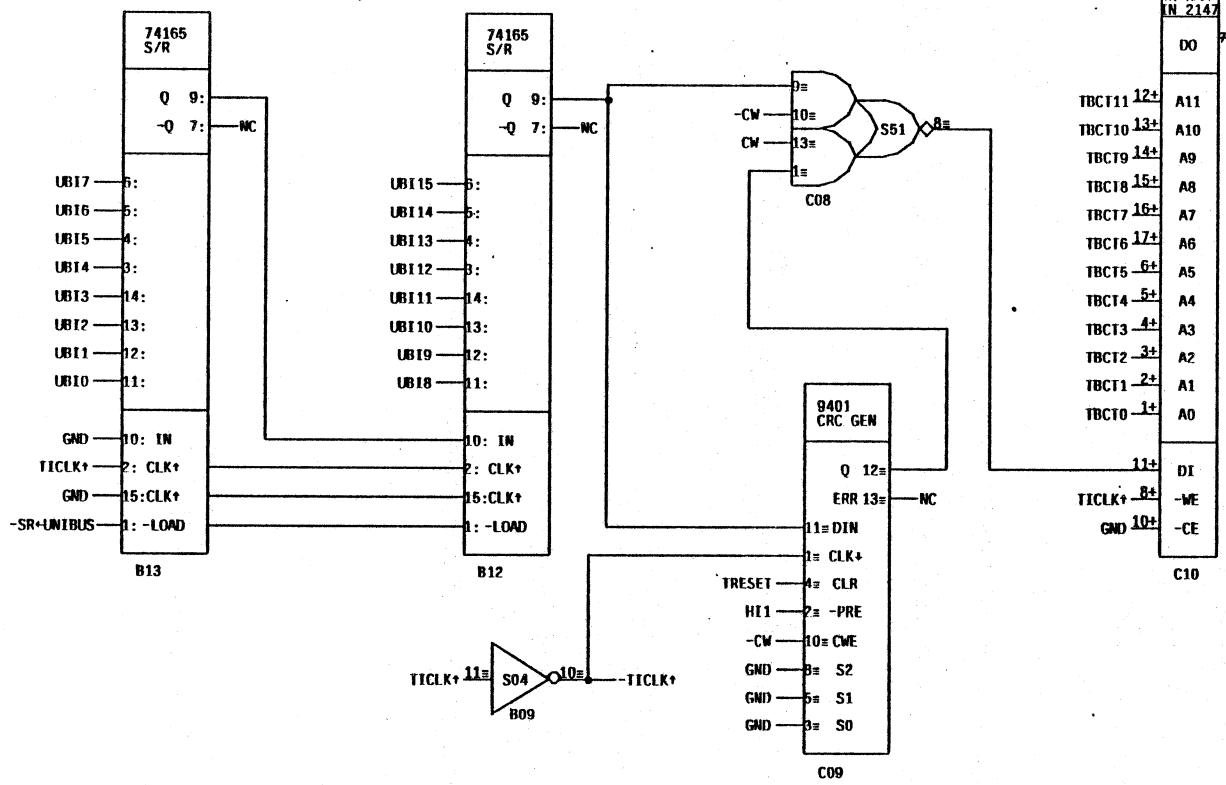 74165
S/R
Q 9:
-Q 7: NC
UBI7 6:
UBI6 5:
UBI5 4:
UBI4 3:
UBI3 14:
UBI2 13:
UBI1 12:
UBI0 11:
GND 10: IN
TICLK↑ 2: CLK↑
GND 15:CLK↑
-SR←UNIBUS 1: -LOAD
B13
74165
S/R
Q 9:
-Q 7: NC
UBI15 6:
UBI14 5:
UBI13 4:
UBI12 3:
UBI11 14:
UBI10 13:
UBI9 12:
UBI8 11:
10: IN
2: CLK↑
15:CLK↑
1: -LOAD
B12
TICLK↑ 11≡ S04 10≡ -TICLK↑
B09
9≡
-CW 10≡
CW 13≡
1≡
S51 8≡
C08
9401
CRC GEN
Q 12≡
ERR 13≡ NC
11≡ DIN
1≡ CLK↓
TRESET 4≡ CLR
HI1 2≡ -PRE
-CW 10≡ CWE
GND 8≡ S2
GND 5≡ S1
GND 3≡ S0
C09
IN 2147
DO
TBCT11 12+ A11
TBCT10 13+ A10
TBCT9 14+ A9
TBCT8 15+ A8
TBCT7 16+ A7
TBCT6 17+ A6
TBCT5 6+ A5
TBCT4 5+ A4
TBCT3 4+ A3
TBCT2 3+ A2
TBCT1 2+ A1
TBCT0 1+ A0
11+ DI
TICLK↑ 8+ -WE
GND 10+ -CE
C10